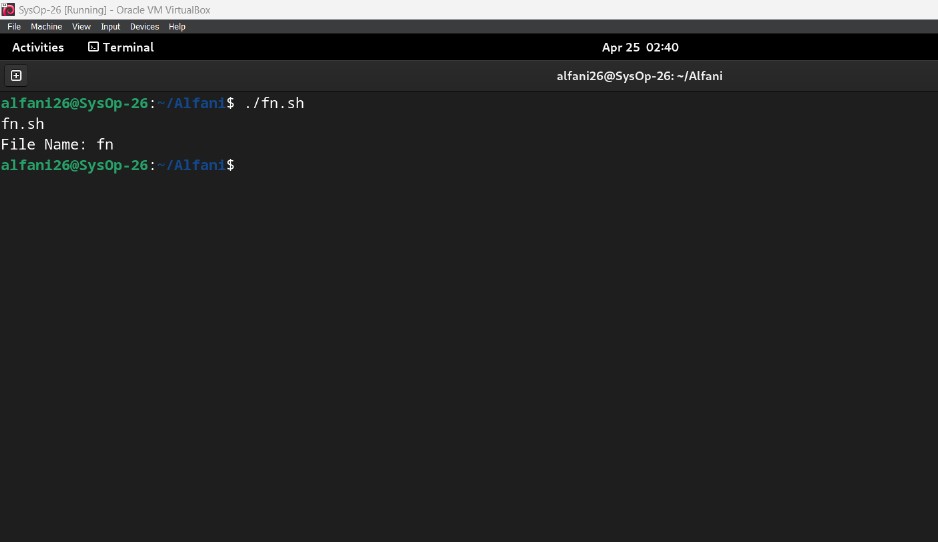 SysOp-26 [Running] - Oracle VM VirtualBox
File Machine View Input Devices Help
Activities Terminal Apr 25 02:40
alfani26@SysOp-26: ~/Alfani
alfani26@SysOp-26:~/Alfani$ ./fn.sh
fn.sh
File Name: fn
alfani26@SysOp-26:~/Alfani$